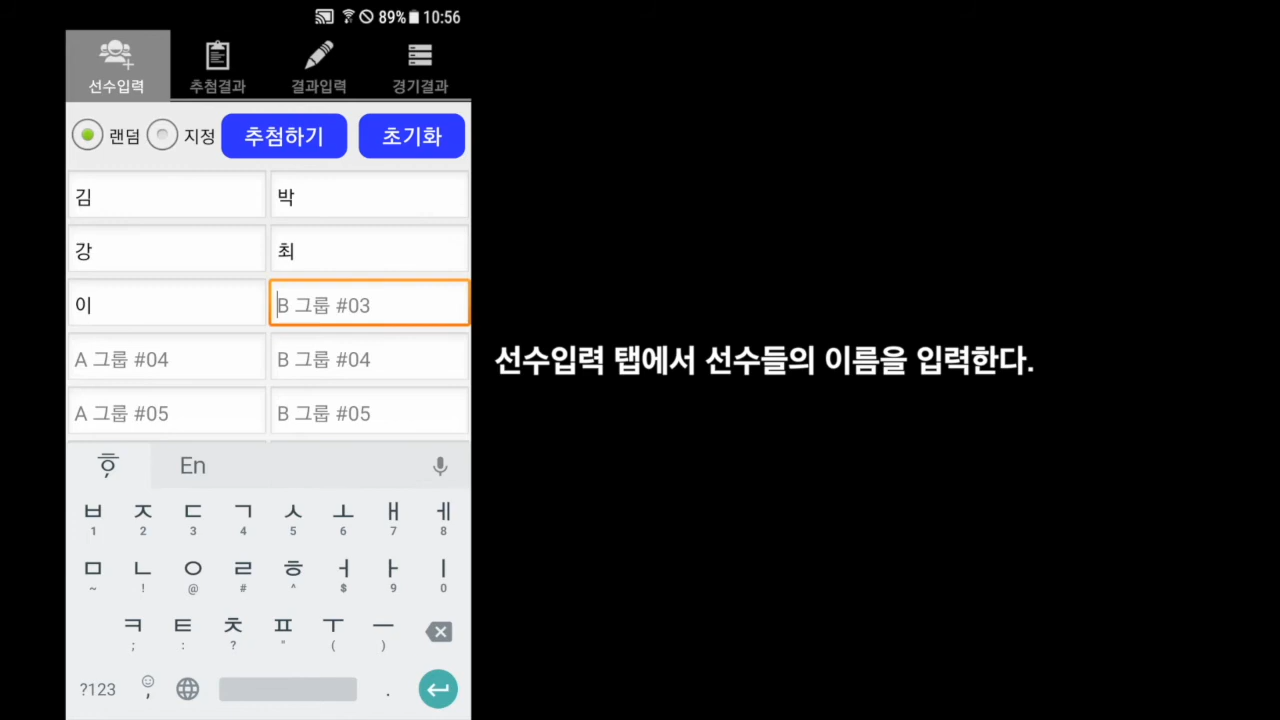 89% 10:56
선수입력 추첨결과 결과입력 경기결과
랜덤 지정 추첨하기 초기화
김 박
강 최
이 B 그룹 #03
A 그룹 #04 B 그룹 #04
A 그룹 #05 B 그룹 #05
선수입력 탭에서 선수들의 이름을 입력한다.
En
ㅂ ㅈ ㄷ ㄱ ㅅ ㅗ ㅐ ㅔ
1 2 3 4 5 6 7 8
ㅁ ㄴ ㅇ ㄹ ㅎ ㅓ ㅏ ㅣ
~ ! @ # ^ $ 9 0
ㅋ ㅌ ㅊ ㅍ ㅜ ㅡ
; : ? " ( )
?123 , .